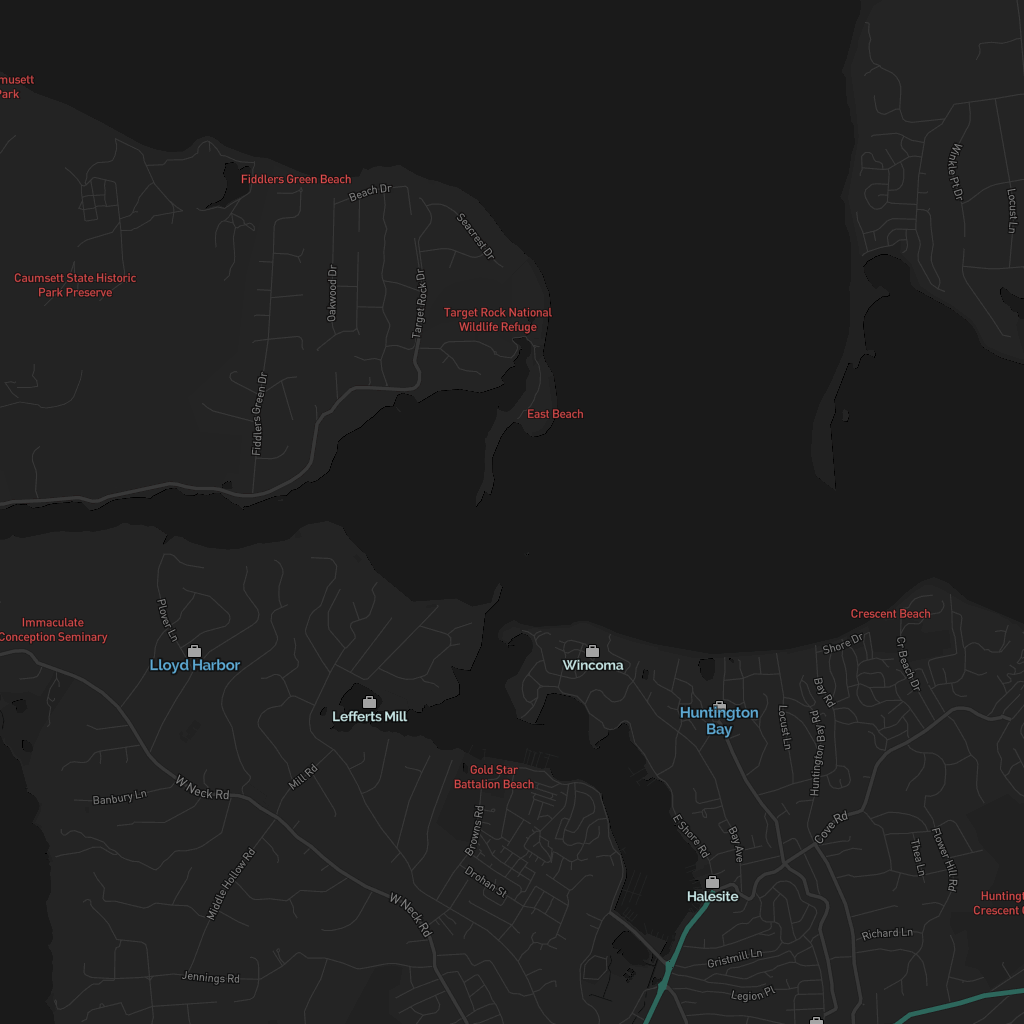 musett
Park
Fiddlers Green Beach
Beach Dr
Winkle Pt Dr
Locust Ln
Seacrest Dr
Caumsett State Historic
Park Preserve
Oakwood Dr
Target Rock Dr
Target Rock National
Wildlife Refuge
Fiddlers Green Dr
East Beach
Plover Ln
Immaculate
Conception Seminary
Crescent Beach
Shore Dr
Cr Beach Dr
Lloyd Harbor
Wincoma
Bay Rd
Lefferts Mill
Huntington
Bay
Locust Ln
Huntington Bay Rd
Gold Star
Battalion Beach
Mill Rd
W Neck Rd
Banbury Ln
Browns Rd
E Shore Rd
Bay Ave
Cove Rd
Thea Ln
Flower Hill Rd
Middle Hollow Rd
Drohan St
W Neck Rd
Halesite
Huntingt
Crescent C
Richard Ln
Gristmill Ln
Jennings Rd
Legion Pl